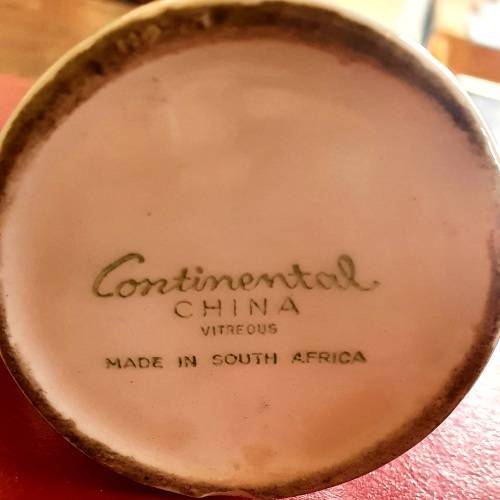 Continental
CHINA
VITREOUS
MADE IN SOUTH AFRICA